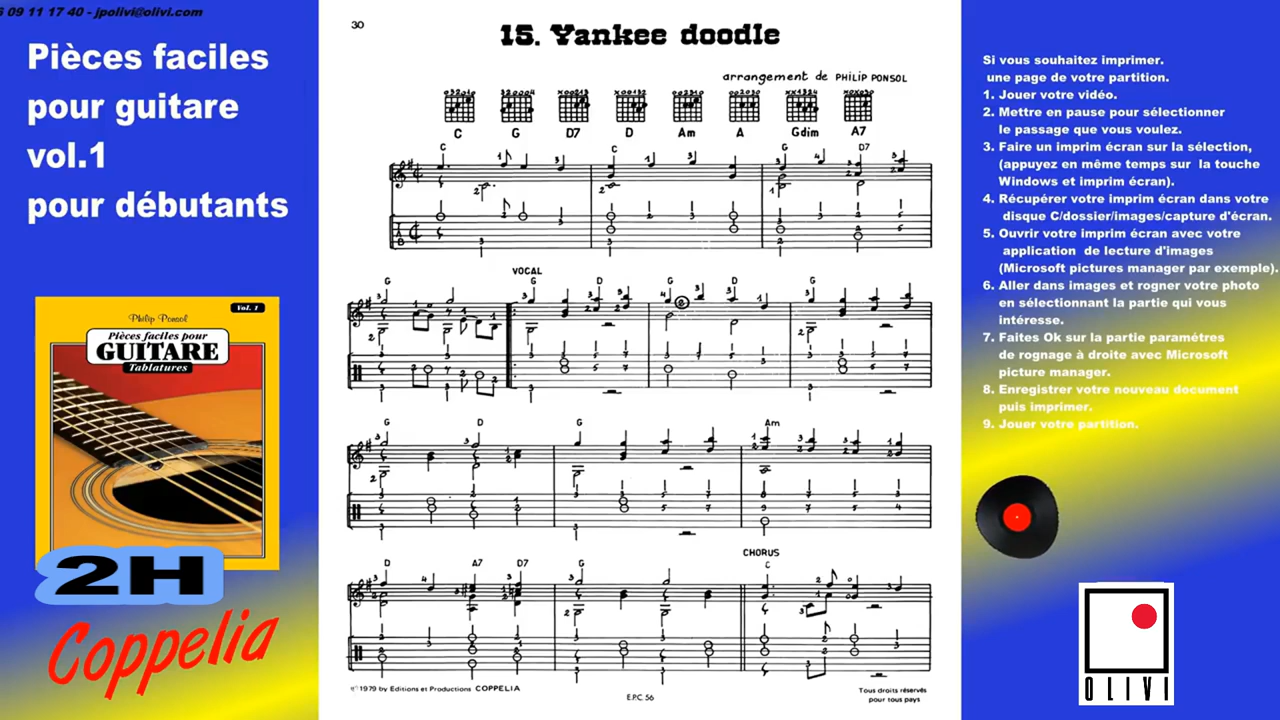 6 09 11 17 40 - jpolivi@olivi.com
Pièces faciles
pour guitare
vol.1
pour débutants
Vol. 1
Philip Ponsol
Pièces faciles pour
GUITARE
Tablatures
2H
Coppelia
30
15. Yankee doodle
arrangement de PHILIP PONSOL
C G D7 D Am A Gdim A7
C C G D7
VOCAL
G G D G D G
G D G Am
CHORUS
D A7 D7 G C
© 1979 by Editions et Productions COPPELIA
E.P.C. 56
Tous droits réservés
pour tous pays
Si vous souhaitez imprimer.
une page de votre partition.
1. Jouer votre vidéo.
2. Mettre en pause pour sélectionner
le passage que vous voulez.
3. Faire un imprim écran sur la sélection,
(appuyez en même temps sur la touche
Windows et imprim écran).
4. Récupérer votre imprim écran dans votre
disque C/dossier/images/capture d'écran.
5. Ouvrir votre imprim écran avec votre
application de lecture d'images
(Microsoft pictures manager par exemple).
6. Aller dans images et rogner votre photo
en sélectionnant la partie qui vous
intéresse.
7. Faites Ok sur la partie paramétres
de rognage à droite avec Microsoft
picture manager.
8. Enregistrer votre nouveau document
puis imprimer.
9. Jouer votre partition.
OLIVI